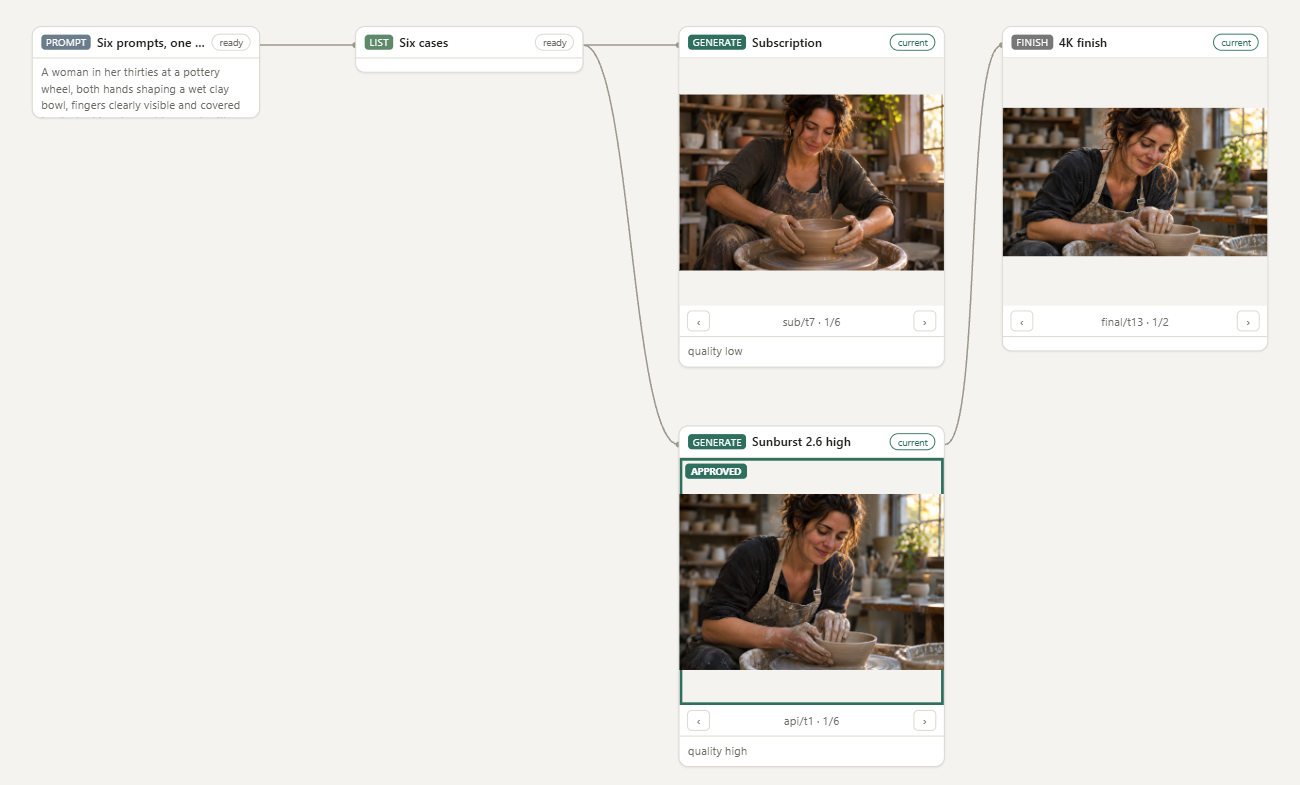 PROMPT Six prompts, one ... ready
A woman in her thirties at a pottery
wheel, both hands shaping a wet clay
bowl, fingers clearly visible and covered
LIST Six cases ready
GENERATE Subscription current
‹ sub/t7 · 1/6 ›
quality low
FINISH 4K finish current
‹ final/t13 · 1/2 ›
GENERATE Sunburst 2.6 high current
APPROVED
‹ api/t1 · 1/6 ›
quality high